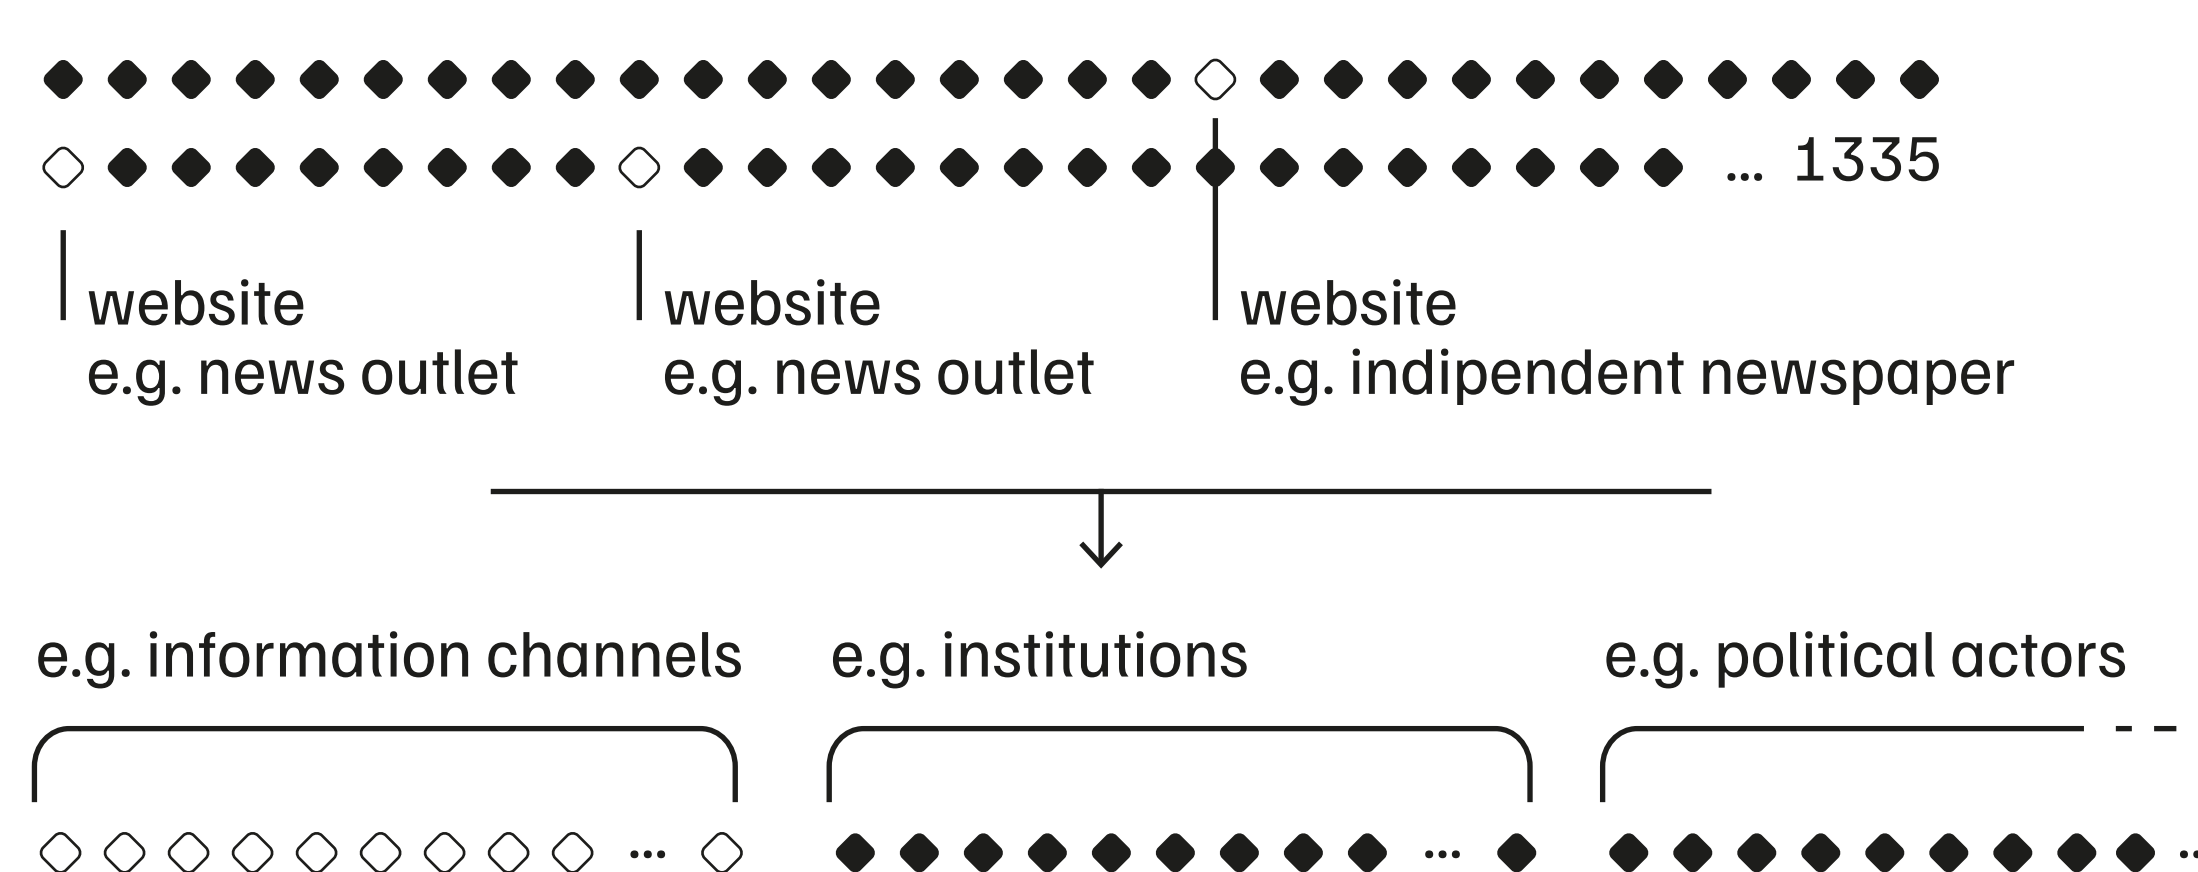 ... 1335
website
e.g. news outlet
website
e.g. news outlet
website
e.g. indipendent newspaper
e.g. information channels
e.g. institutions
e.g. political actors
...
...
..